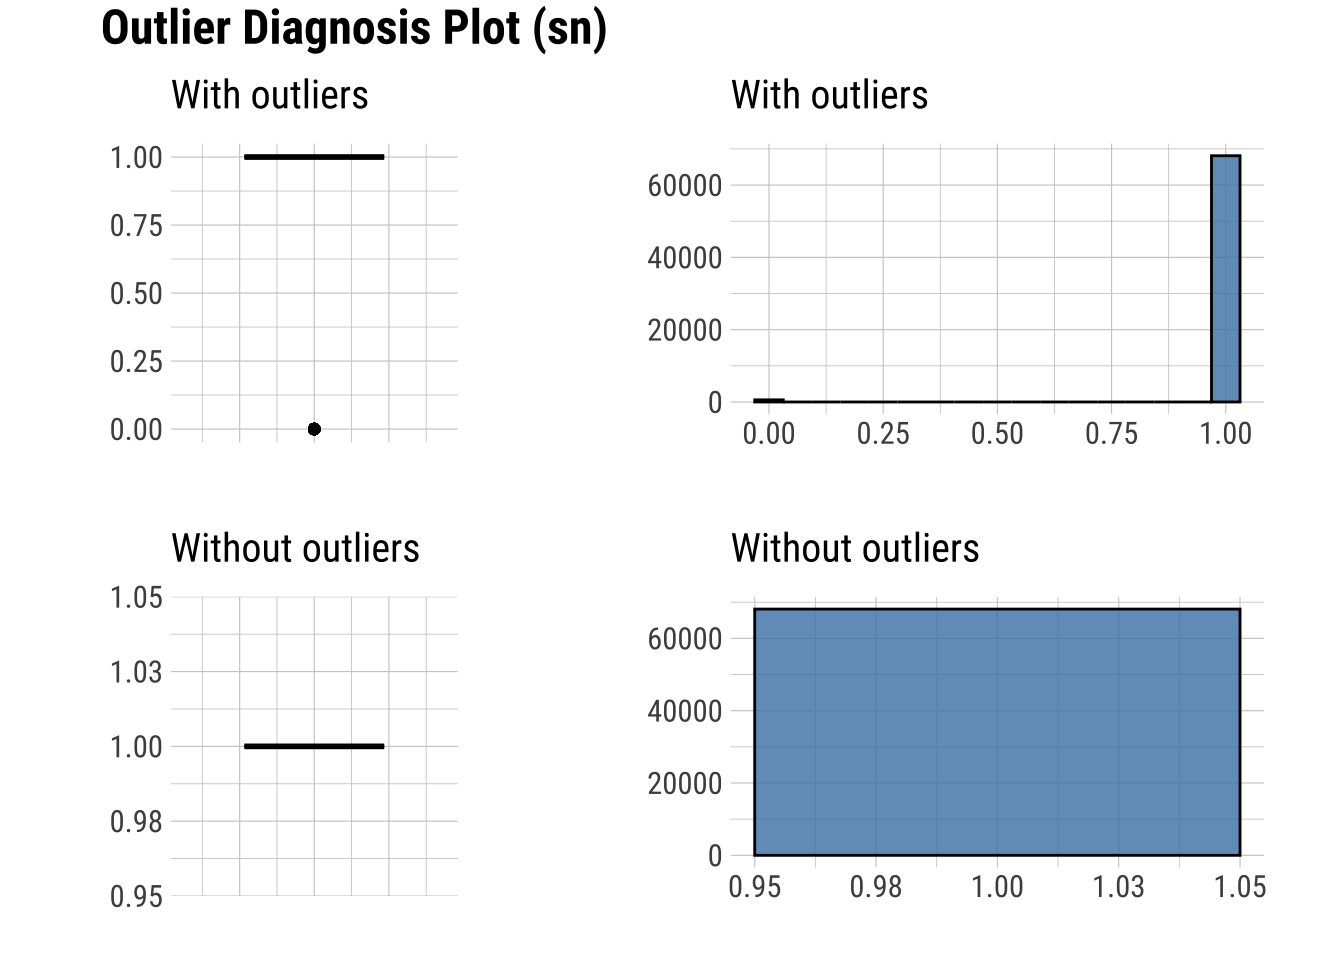 Outlier Diagnosis Plot (sn)
With outliers
1.00
0.75
0.50
0.25
0.00
With outliers
60000
40000
20000
0
0.00 0.25 0.50 0.75 1.00
Without outliers
1.05
1.03
1.00
0.98
0.95
Without outliers
60000
40000
20000
0
0.95 0.98 1.00 1.03 1.05